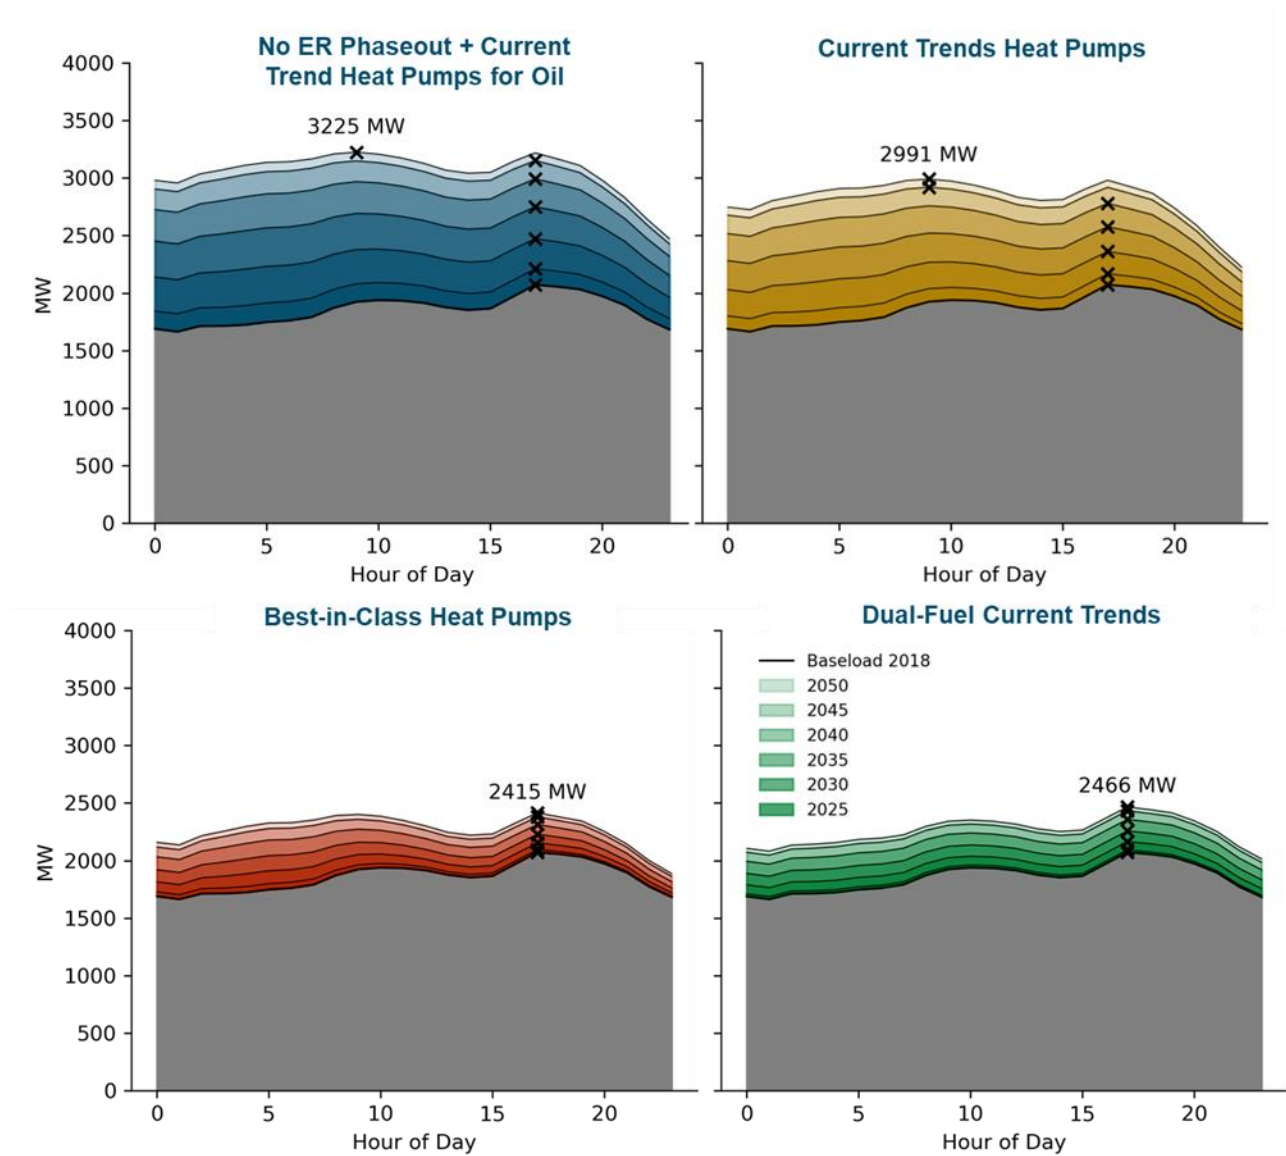 No ER Phaseout + Current
Trend Heat Pumps for Oil
4000
3500
3000
2500
2000
1500
1000
500
0
MW
3225 MW
0 5 10 15 20
Hour of Day
Current Trends Heat Pumps
2991 MW
0 5 10 15 20
Hour of Day
Best-in-Class Heat Pumps
4000
3500
3000
2500
2000
1500
1000
500
0
MW
2415 MW
0 5 10 15 20
Hour of Day
Dual-Fuel Current Trends
Baseload 2018
2050
2045
2040
2035
2030
2025
2466 MW
0 5 10 15 20
Hour of Day